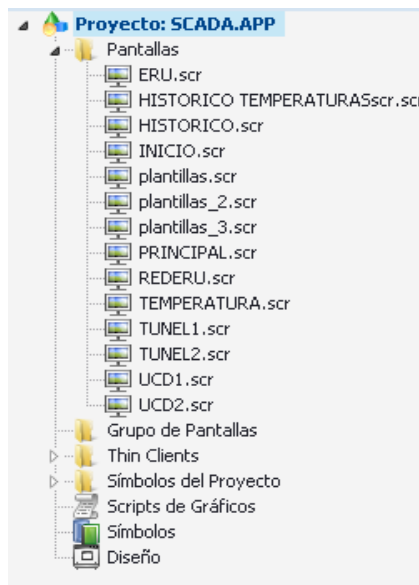 Proyecto: SCADA.APP
Pantallas
ERU.scr
HISTORICO TEMPERATURASscr.scr
HISTORICO.scr
INICIO.scr
plantillas.scr
plantillas_2.scr
plantillas_3.scr
PRINCIPAL.scr
REDERU.scr
TEMPERATURA.scr
TUNEL1.scr
TUNEL2.scr
UCD1.scr
UCD2.scr
Grupo de Pantallas
Thin Clients
Símbolos del Proyecto
Scripts de Gráficos
Símbolos
Diseño